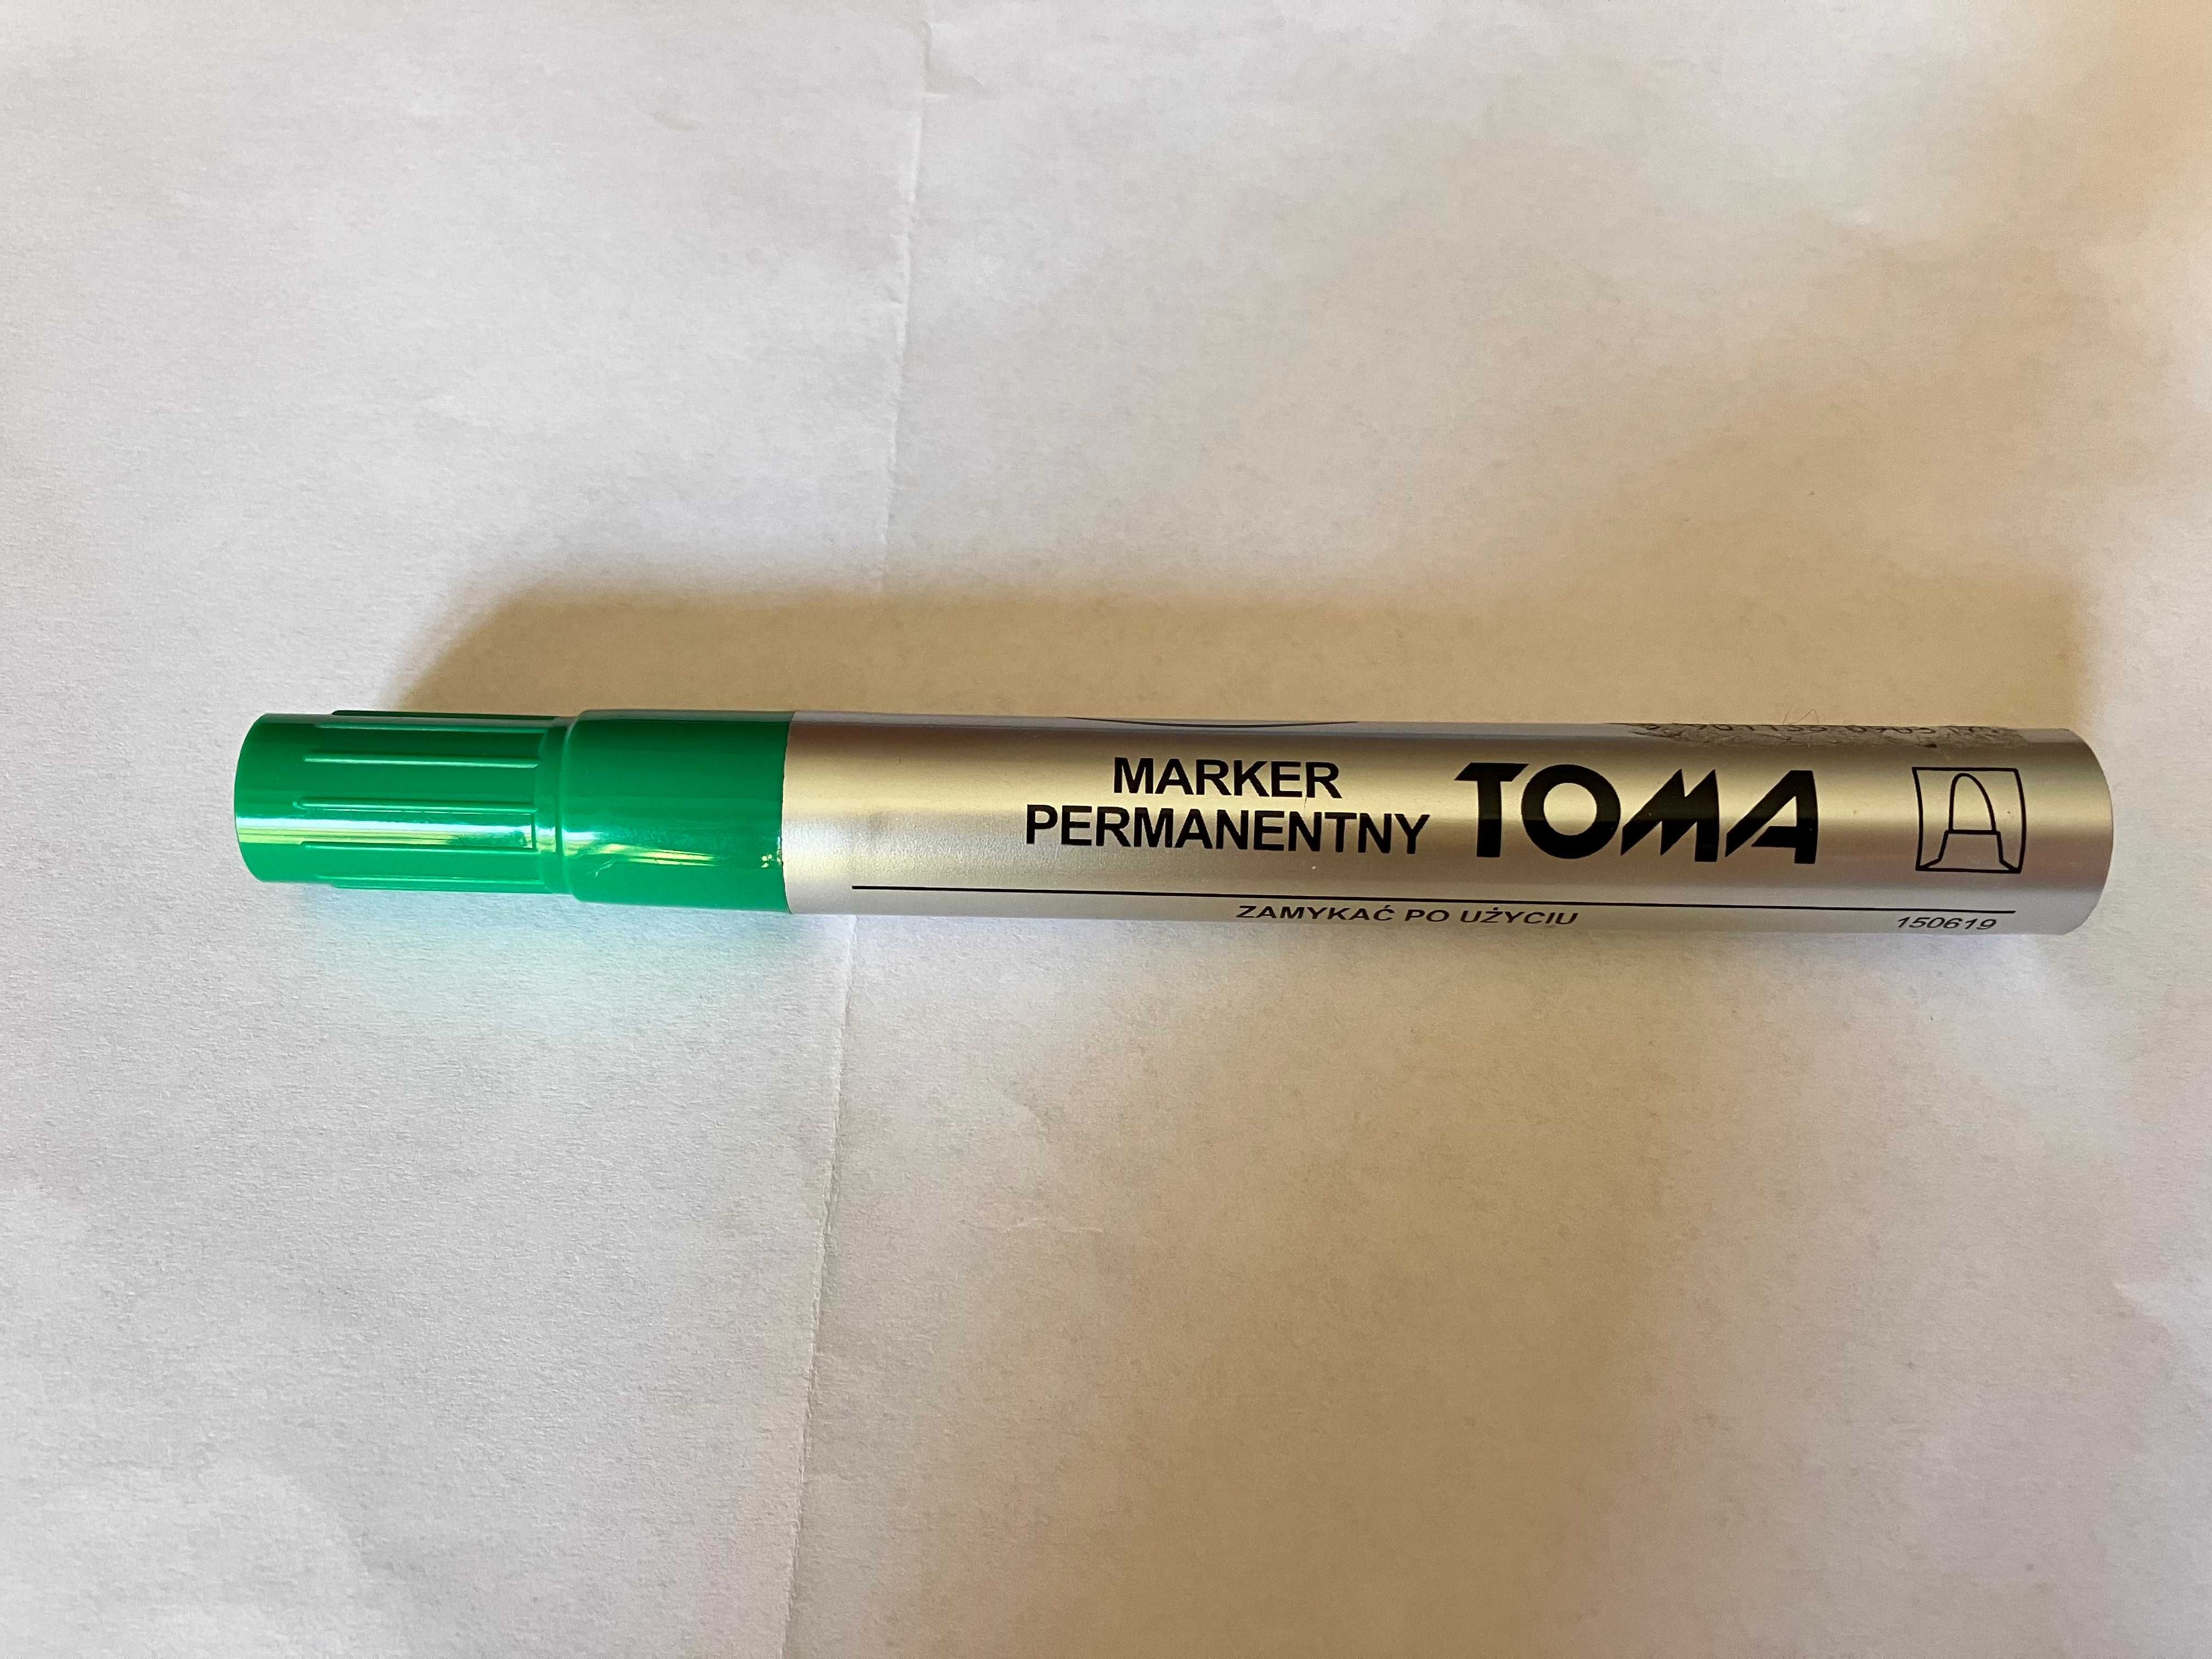 MARKER
PERMANENTNY
TOMA
ZAMYKAĆ PO UŻYCIU
150619